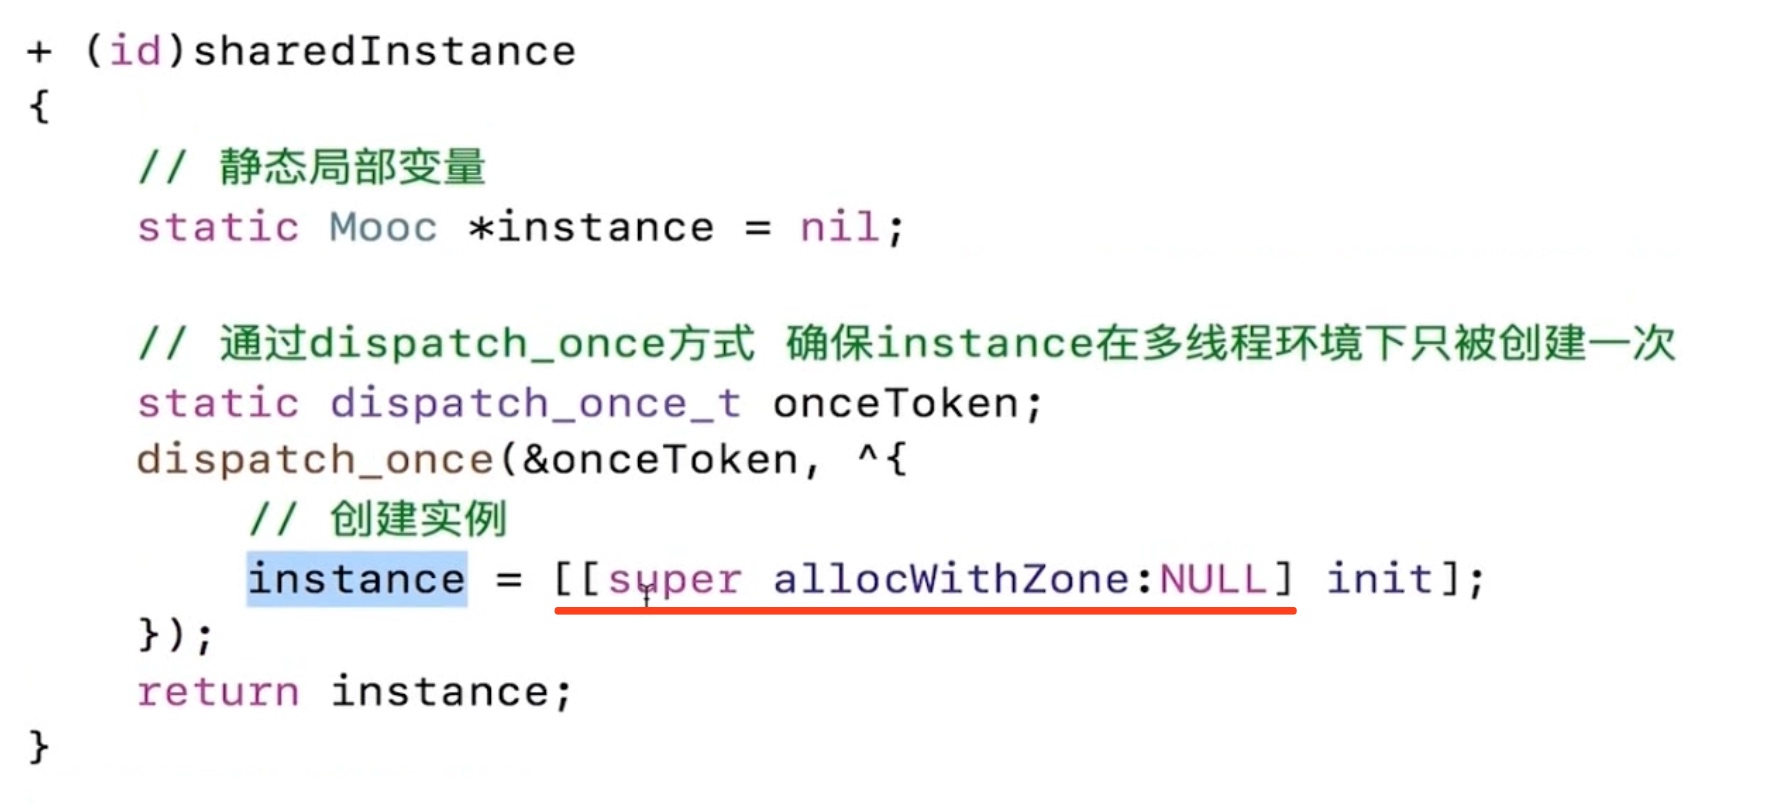 + (id)sharedInstance
{
// 静态局部变量
static Mooc *instance = nil;
// 通过dispatch_once方式 确保instance在多线程环境下只被创建一次
static dispatch_once_t onceToken;
dispatch_once(&onceToken, ^{
// 创建实例
instance = [[super allocWithZone:NULL] init];
});
return instance;
}